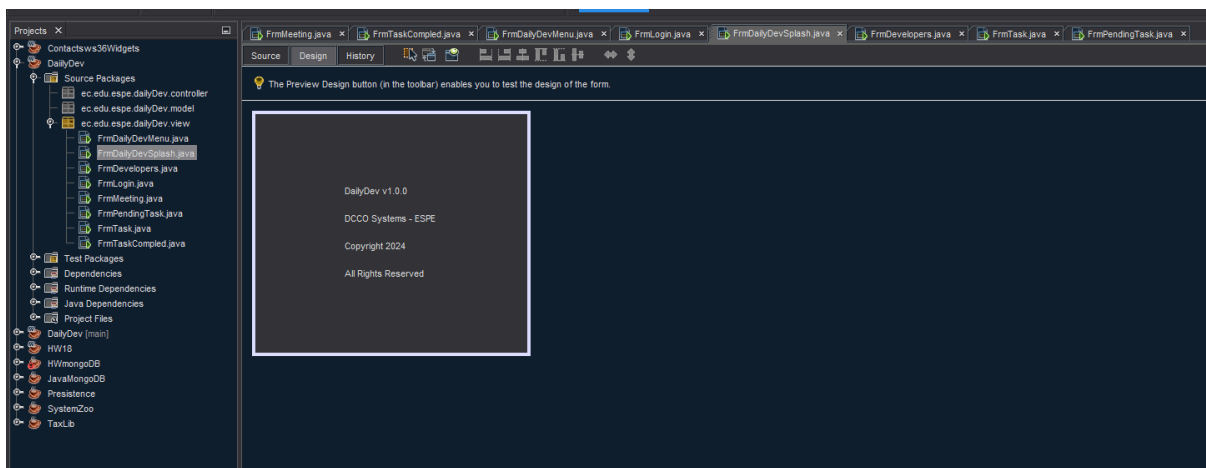 Projects
Contactsws36Widgets
DailyDev
Source Packages
ec.edu.espe.dailyDev.controller
ec.edu.espe.dailyDev.model
ec.edu.espe.dailyDev.view
FrmDailyDevMenu.java
FrmDailyDevSplash.java
FrmDevelopers.java
FrmLogin.java
FrmMeeting.java
FrmPendingTask.java
FrmTask.java
FrmTaskCompled.java
Test Packages
Dependencies
Runtime Dependencies
Java Dependencies
Project Files
DailyDev [main]
HW18
HWmongoDB
JavaMongoDB
Presistence
SystemZoo
TaxLib
FrmMeeting.java FrmTaskCompled.java FrmDailyDevMenu.java FrmLogin.java FrmDailyDevSplash.java FrmDevelopers.java FrmTask.java FrmPendingTask.java
Source Design History
The Preview Design button (in the toolbar) enables you to test the design of the form.
DailyDev v1.0.0
DCCO Systems - ESPE
Copyright 2024
All Rights Reserved